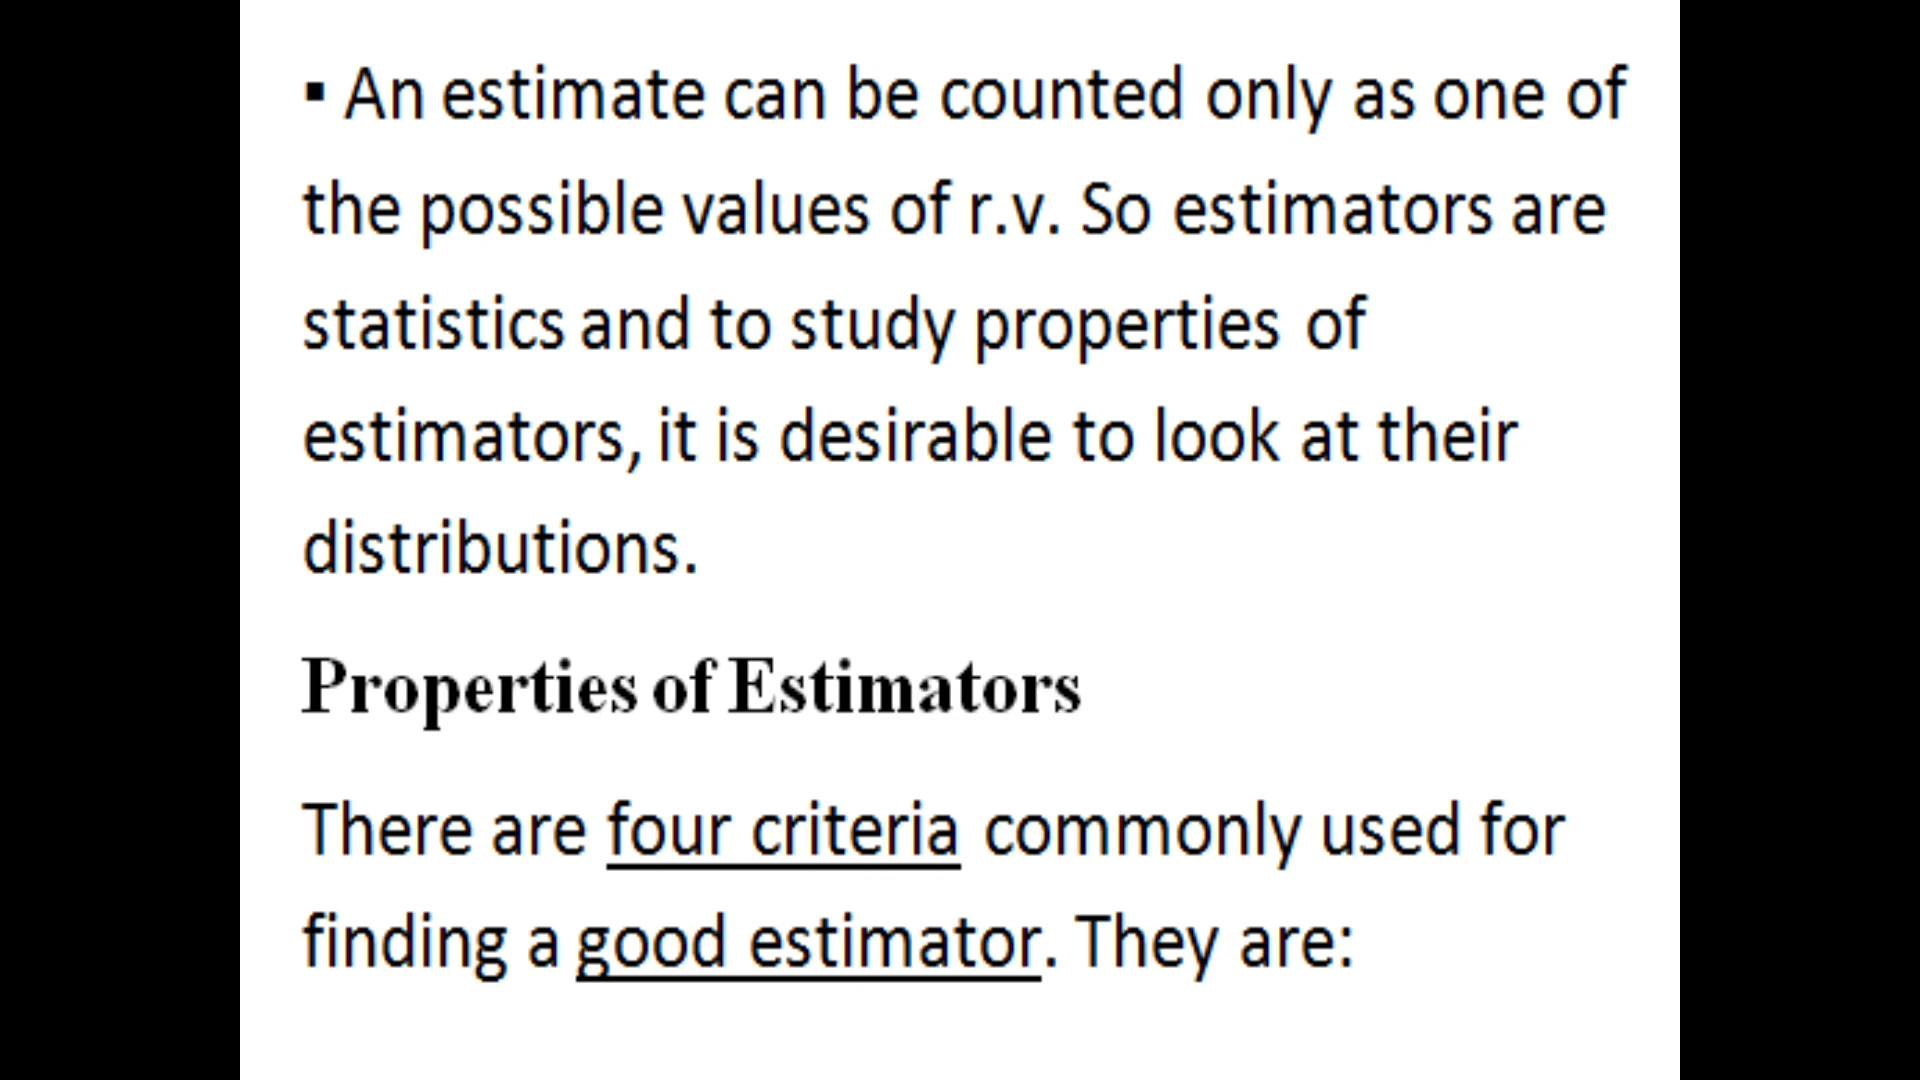 ▪ An estimate can be counted only as one of
the possible values of r.v. So estimators are
statistics and to study properties of
estimators, it is desirable to look at their
distributions.
Properties of Estimators
There are four criteria commonly used for
finding a good estimator. They are: